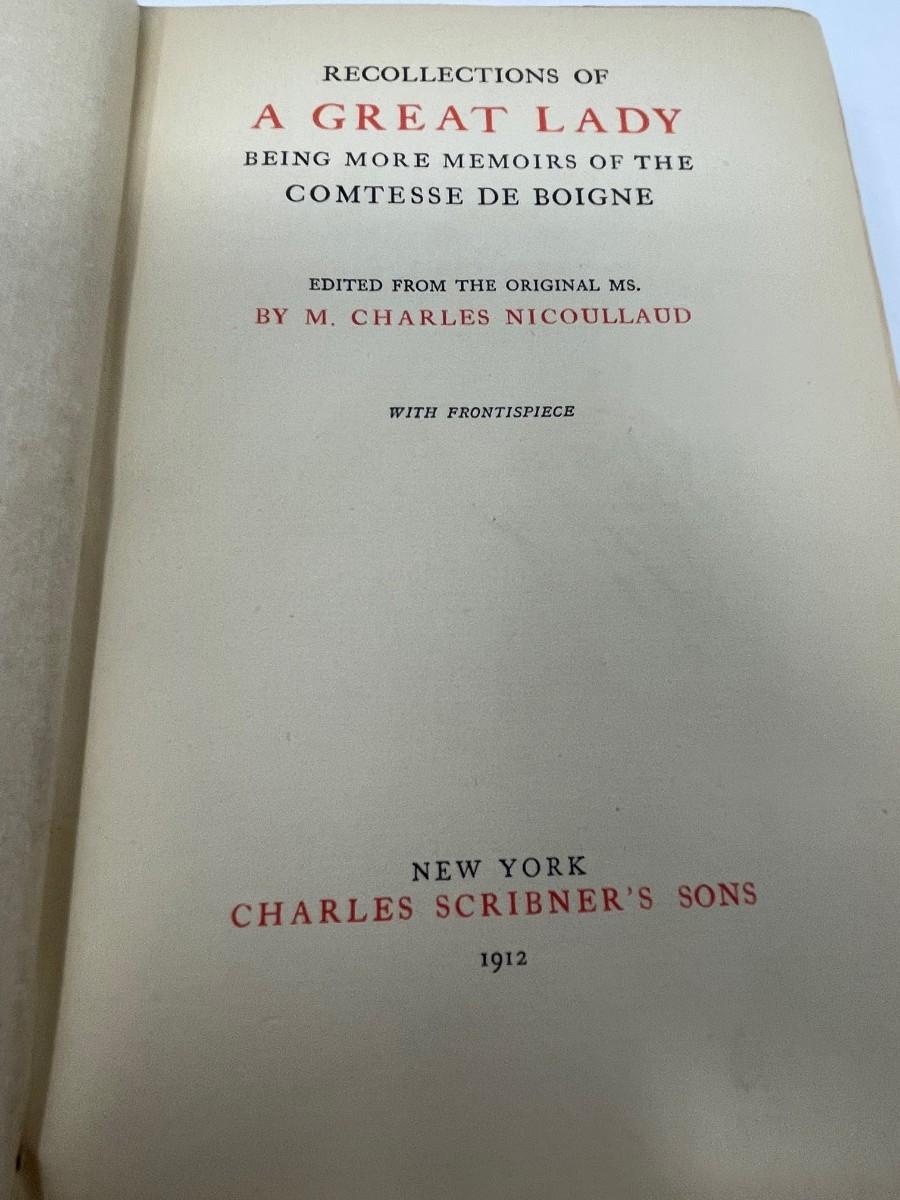 RECOLLECTIONS OF
A GREAT LADY
BEING MORE MEMOIRS OF THE
COMTESSE DE BOIGNE
EDITED FROM THE ORIGINAL MS.
BY M. CHARLES NICOULLAUD
WITH FRONTISPIECE
NEW YORK
CHARLES SCRIBNER'S SONS
1912